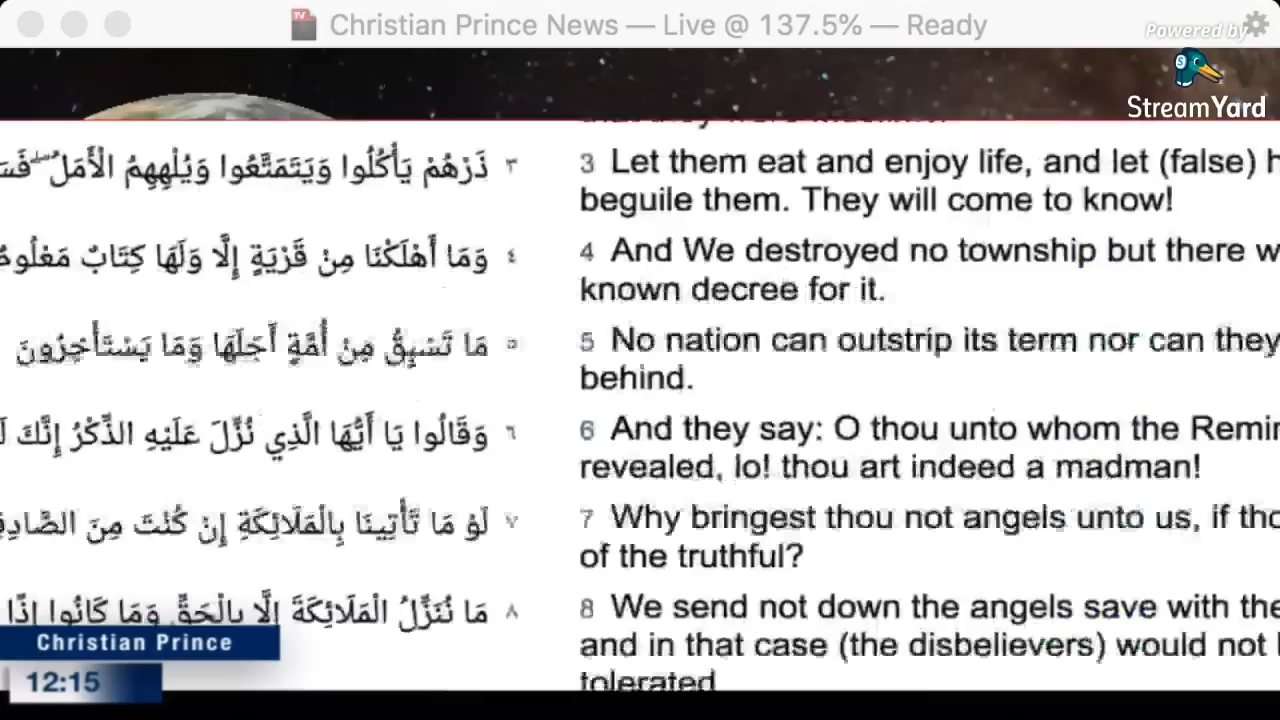 Christian Prince News — Live @ 137.5% — Ready
Powered by
StreamYard
٣ ذَرْهُمْ يَأْكُلُوا وَيَتَمَتَّعُوا وَيُلْهِهِمُ الْأَمَلُ ۖ
3 Let them eat and enjoy life, and let (false)
beguile them. They will come to know!
٤ وَمَا أَهْلَكْنَا مِنْ قَرْيَةٍ إِلَّا وَلَهَا كِتَابٌ مَعْلُومٌ
4 And We destroyed no township but there
known decree for it.
٥ مَا تَسْبِقُ مِنْ أُمَّةٍ أَجَلَهَا وَمَا يَسْتَأْخِرُونَ
5 No nation can outstrip its term nor can they
behind.
٦ وَقَالُوا يَا أَيُّهَا الَّذِي نُزِّلَ عَلَيْهِ الذِّكْرُ إِنَّكَ
6 And they say: O thou unto whom the Remin
revealed, lo! thou art indeed a madman!
٧ لَوْ مَا تَأْتِينَا بِالْمَلَائِكَةِ إِنْ كُنْتَ مِنَ الصَّادِقِ
7 Why bringest thou not angels unto us, if tho
of the truthful?
٨ مَا نُنَزِّلُ الْمَلَائِكَةَ إِلَّا بِالْحَقِّ وَمَا كَانُوا إِذًا
8 We send not down the angels save with the
and in that case (the disbelievers) would not
tolerated
Christian Prince
12:15